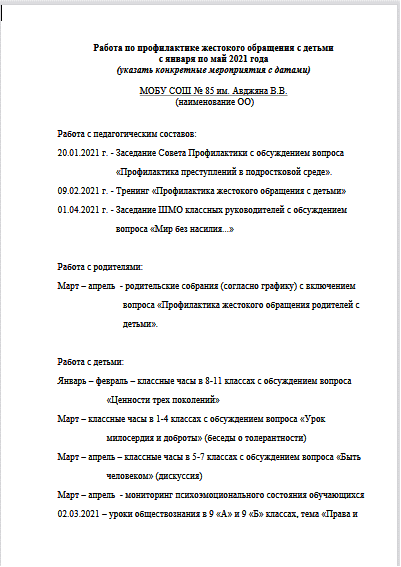 Работа по профилактике жестокого обращения с детьми
с января по май 2021 года
(указать конкретные мероприятия с датами)
МОБУ СОШ № 85 им. Авджяна В.В.
(наименование ОО)
Работа с педагогическим составов:
20.01.2021 г. - Заседание Совета Профилактики с обсуждением вопроса
«Профилактика преступлений в подростковой среде».
09.02.2021 г. - Тренинг «Профилактика жестокого обращения с детьми»
01.04.2021 г. - Заседание ШМО классных руководителей с обсуждением
вопроса «Мир без насилия...»
Работа с родителями:
Март – апрель - родительские собрания (согласно графику) с включением
вопроса «Профилактика жестокого обращения родителей с
детьми».
Работа с детьми:
Январь – февраль – классные часы в 8-11 классах с обсуждением вопроса
«Ценности трех поколений»
Март – классные часы в 1-4 классах с обсуждением вопроса «Урок
милосердия и доброты» (беседы о толерантности)
Март – апрель – классные часы в 5-7 классах с обсуждением вопроса «Быть
человеком» (дискуссия)
Март – апрель - мониторинг психоэмоционального состояния обучающихся
02.03.2021 – уроки обществознания в 9 «А» и 9 «Б» классах, тема «Права и